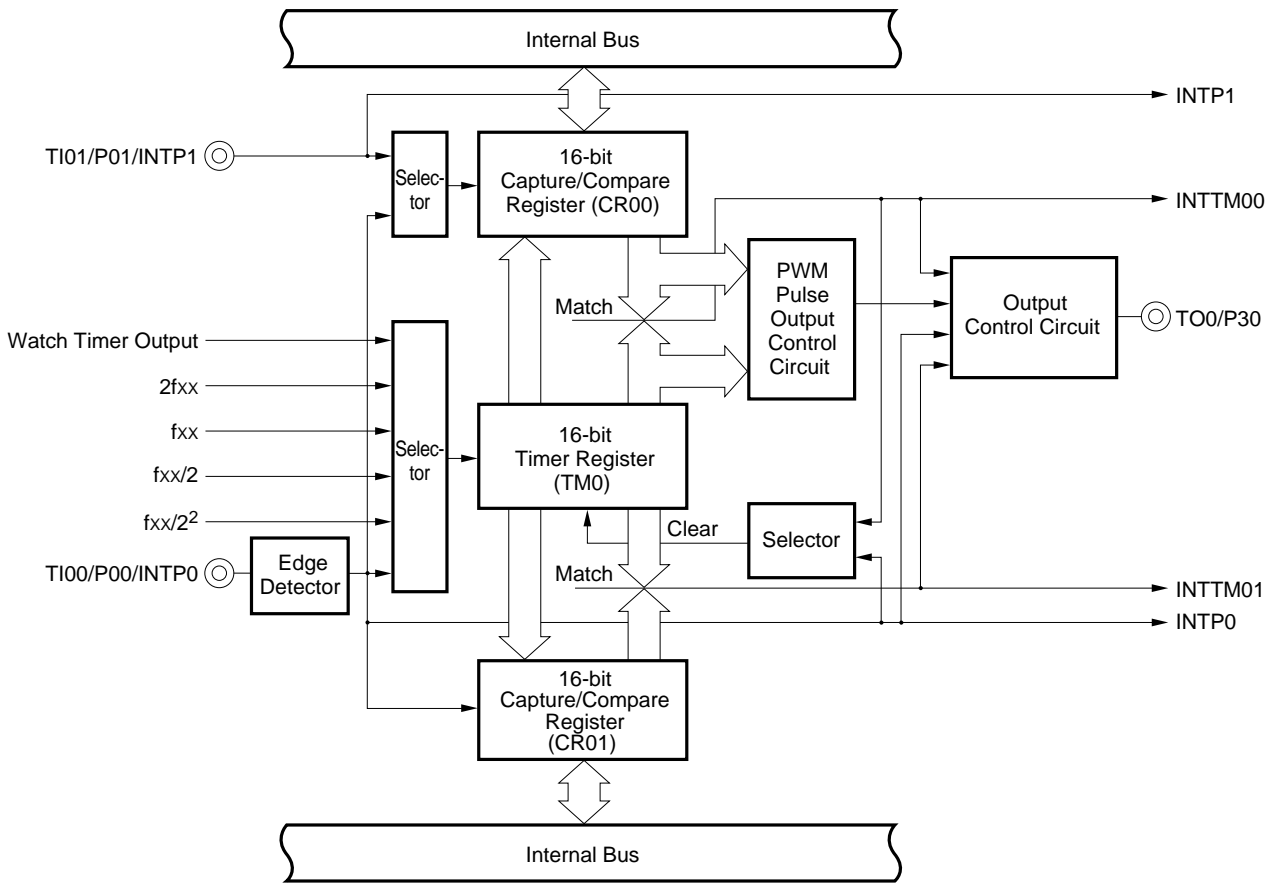 Internal Bus
INTP1
TI01/P01/INTP1
Selec-
tor
16-bit
Capture/Compare
Register (CR00)
INTTM00
PWM
Pulse
Output
Control
Circuit
Output
Control Circuit
TO0/P30
Match
Watch Timer Output
2fxx
fxx
fxx/2
fxx/2²
Selec-
tor
16-bit
Timer Register
(TM0)
Clear
Selector
TI00/P00/INTP0
Edge
Detector
Match
INTTM01
INTP0
16-bit
Capture/Compare
Register
(CR01)
Internal Bus